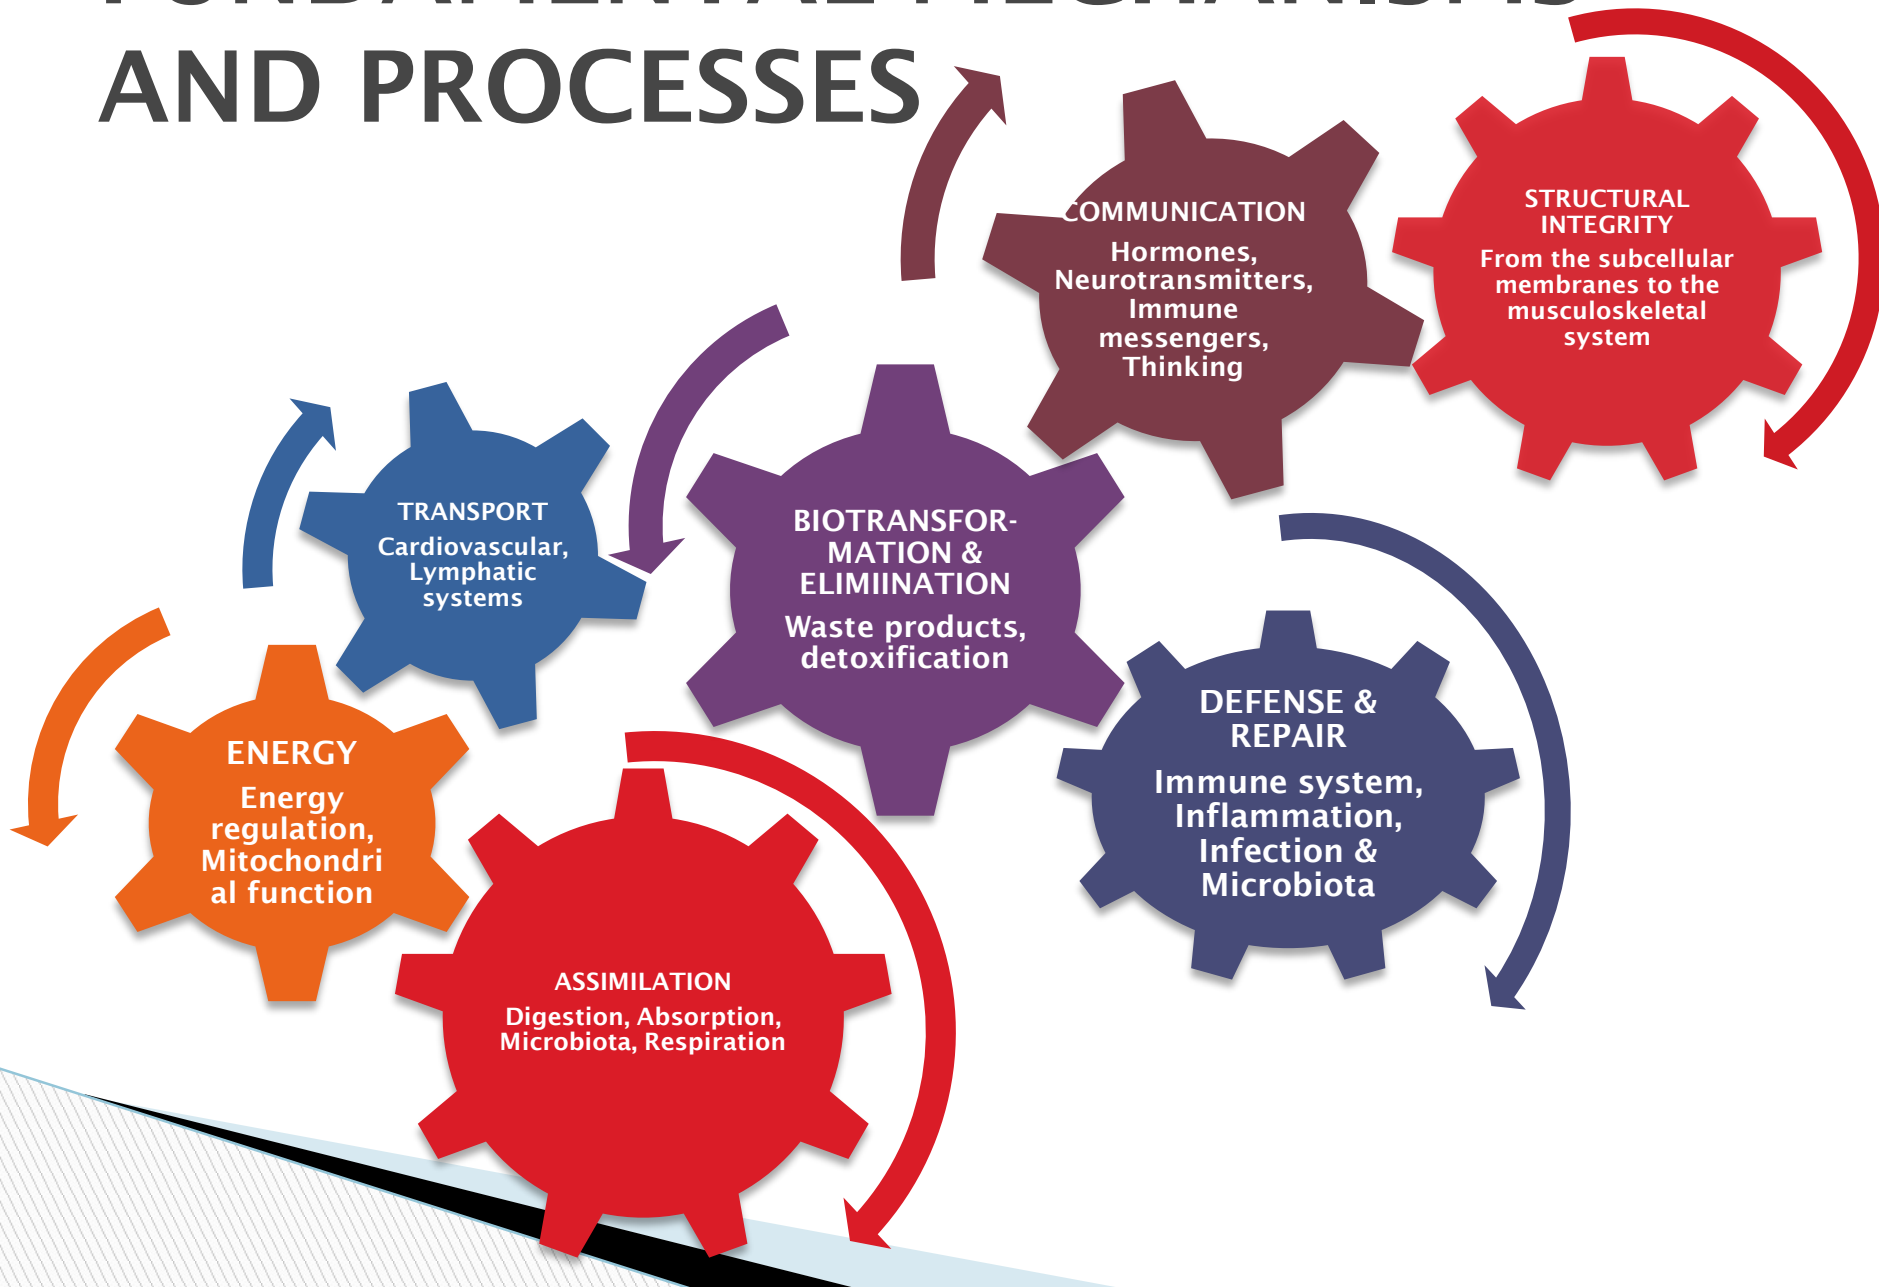 FUNDAMENTAL MECHANISMS
AND PROCESSES
COMMUNICATION
Hormones,
Neurotransmitters,
Immune
messengers,
Thinking
STRUCTURAL
INTEGRITY
From the subcellular
membranes to the
musculoskeletal
system
TRANSPORT
Cardiovascular,
Lymphatic
systems
BIOTRANSFOR-
MATION &
ELIMIINATION
Waste products,
detoxification
DEFENSE &
REPAIR
Immune system,
Inflammation,
Infection &
Microbiota
ENERGY
Energy
regulation,
Mitochondri
al function
ASSIMILATION
Digestion, Absorption,
Microbiota, Respiration